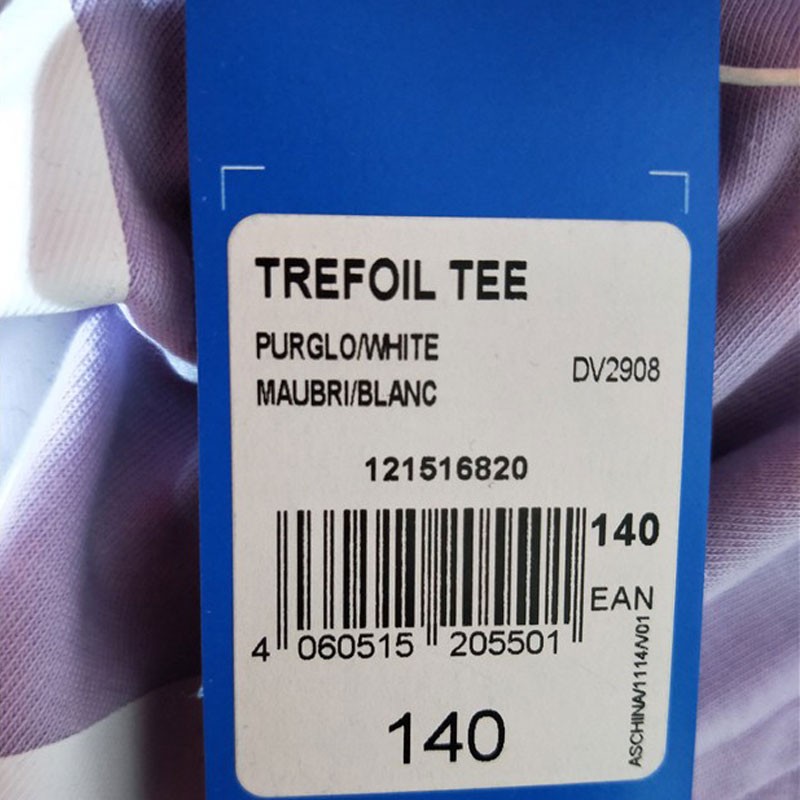 TREFOIL TEE
PURGLO/WHITE
MAUBRI/BLANC
DV2908
121516820
140
EAN
4 060515 205501
ASCHINA/1114/V01
140